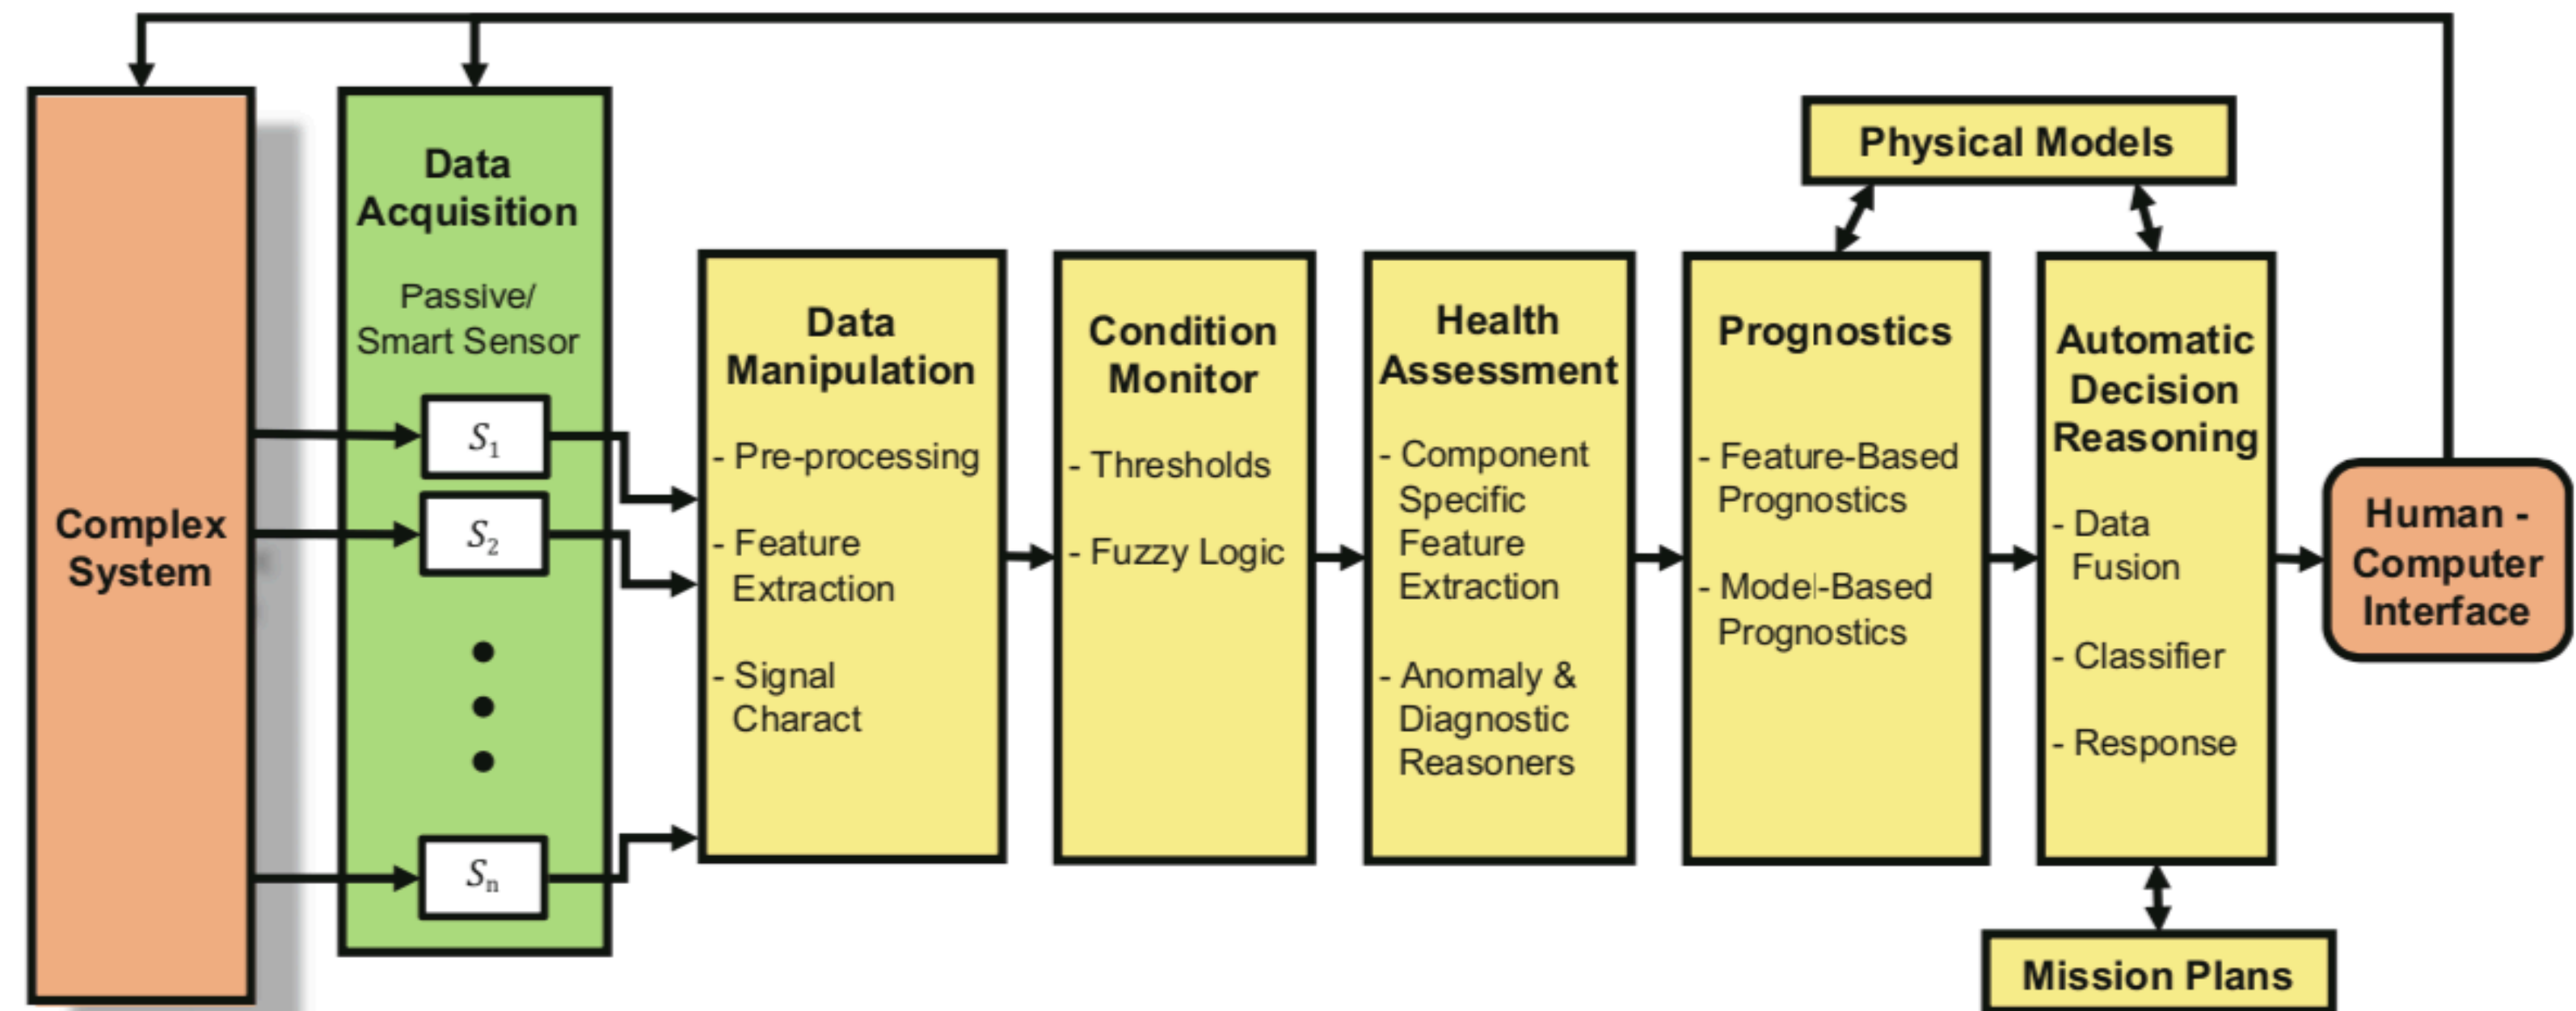 Complex
System
Data
Acquisition
Passive/
Smart Sensor
S₁
S₂
Sₙ
Data
Manipulation
- Pre-processing
- Feature
Extraction
- Signal
Charact
Condition
Monitor
- Thresholds
- Fuzzy Logic
Health
Assessment
- Component
Specific
Feature
Extraction
- Anomaly &
Diagnostic
Reasoners
Physical Models
Prognostics
- Feature-Based
Prognostics
- Model-Based
Prognostics
Automatic
Decision
Reasoning
- Data
Fusion
- Classifier
- Response
Mission Plans
Human -
Computer
Interface